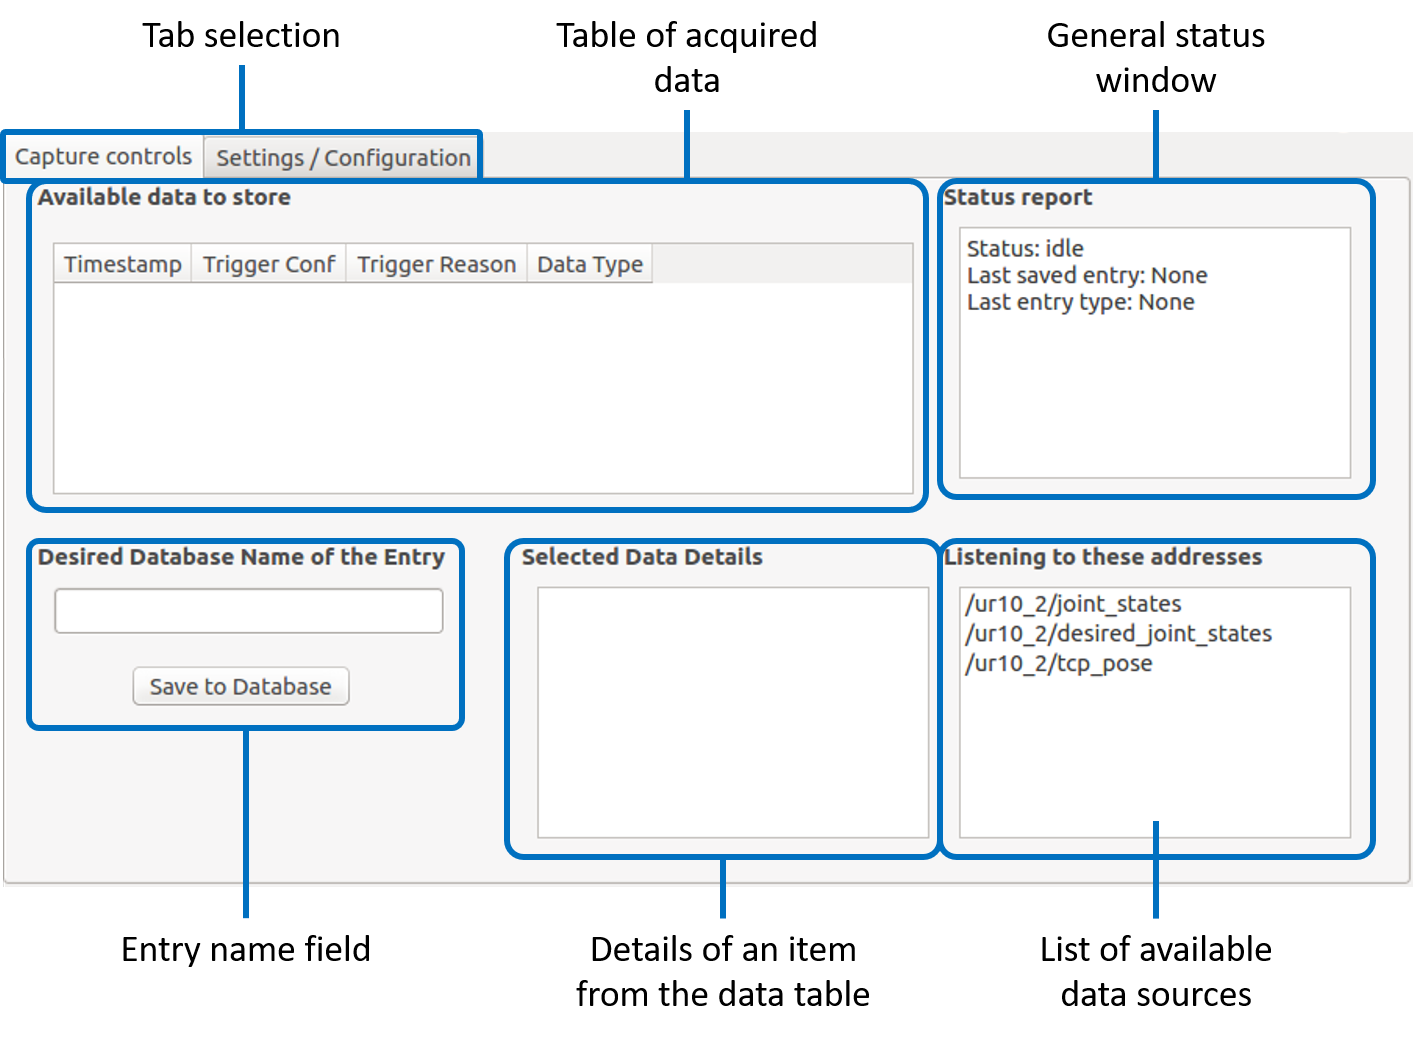 Tab selection
Table of acquired
data
General status
window
Capture controls
Settings / Configuration
Available data to store
Timestamp
Trigger Conf
Trigger Reason
Data Type
Status report
Status: idle
Last saved entry: None
Last entry type: None
Desired Database Name of the Entry
Save to Database
Selected Data Details
Listening to these addresses
/ur10_2/joint_states
/ur10_2/desired_joint_states
/ur10_2/tcp_pose
Entry name field
Details of an item
from the data table
List of available
data sources